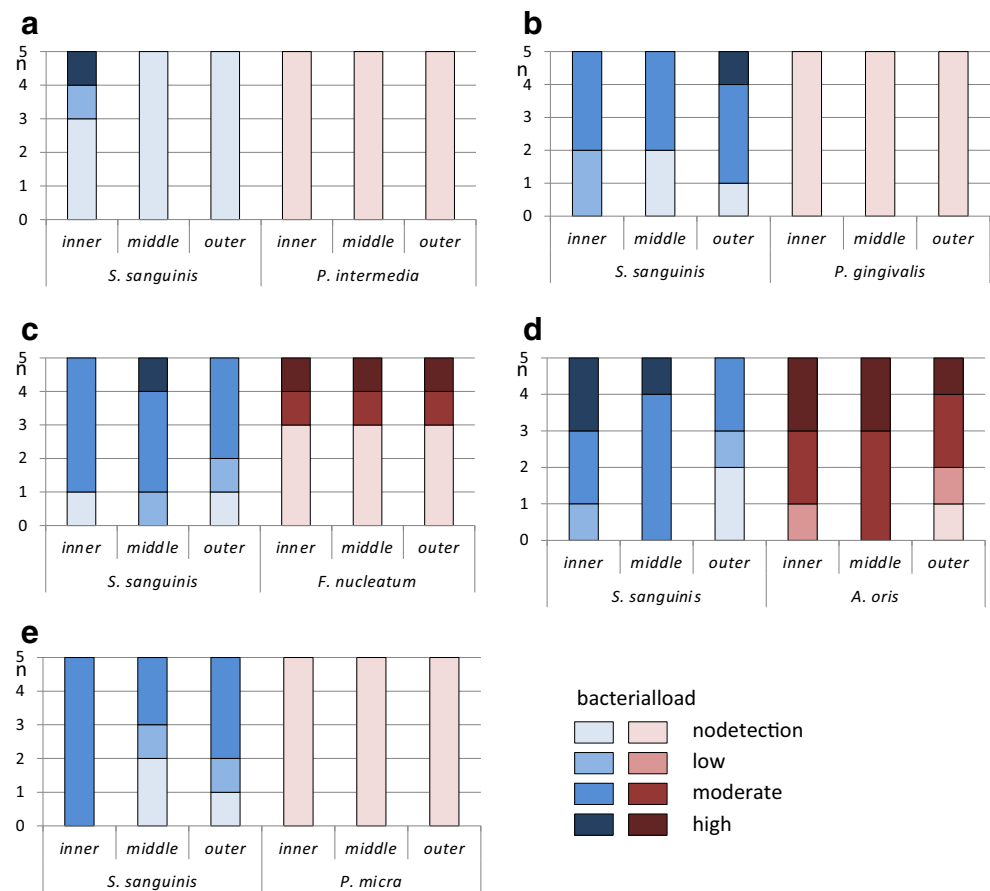 a
5
n
4
3
2
1
0
inner middle outer inner middle outer
S. sanguinis P. intermedia
b
5
n
4
3
2
1
0
inner middle outer inner middle outer
S. sanguinis P. gingivalis
c
5
n
4
3
2
1
0
inner middle outer inner middle outer
S. sanguinis F. nucleatum
d
5
n
4
3
2
1
0
inner middle outer inner middle outer
S. sanguinis A. oris
e
5
n
4
3
2
1
0
inner middle outer inner middle outer
S. sanguinis P. micra
bacterialload
nodetection
low
moderate
high